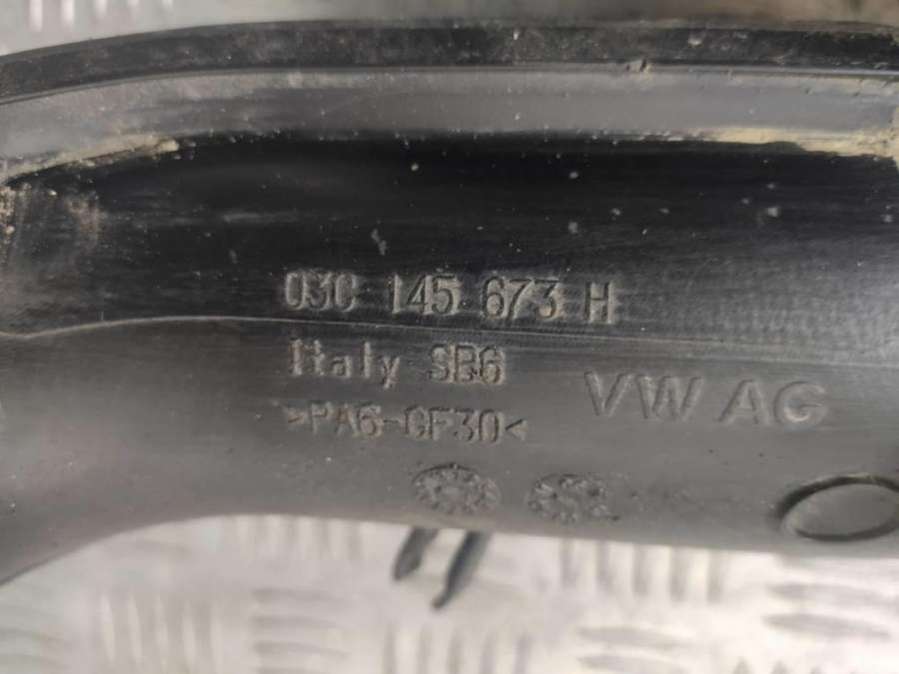 03C 145 673 H
Italy SB6
VW AG
>PA6-GF30<